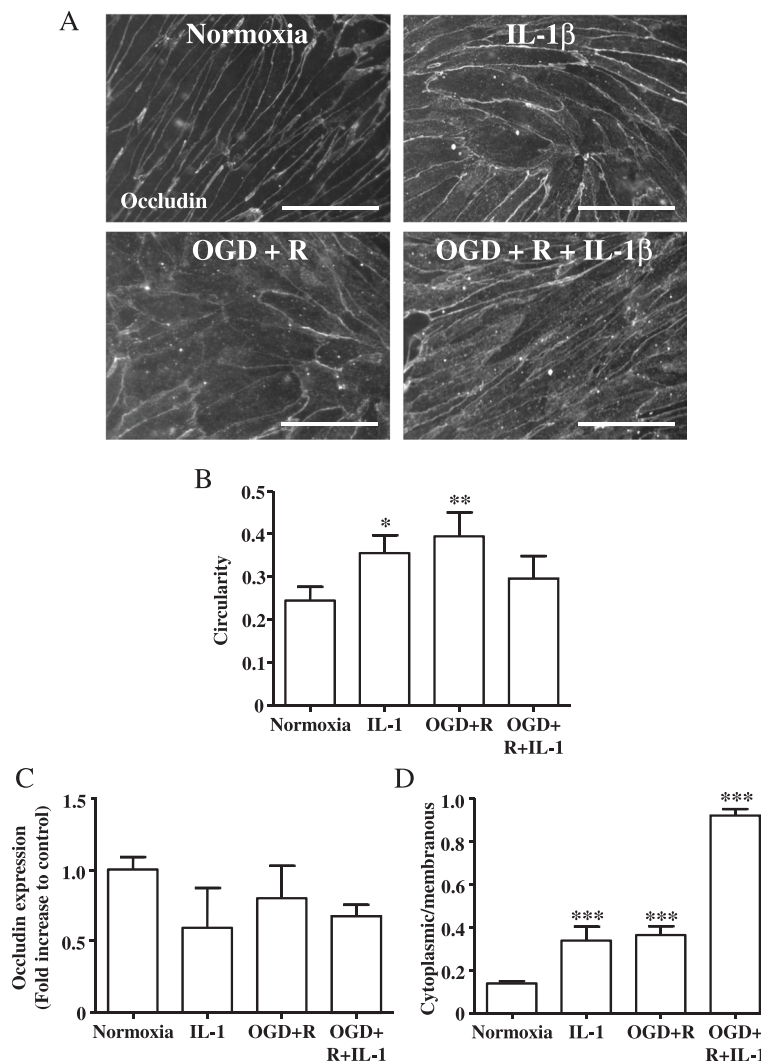 A
Normoxia
IL-1β
Occludin
OGD + R
OGD + R + IL-1β
B
Circularity
0.5
0.4
0.3
0.2
0.1
0
*
**
Normoxia
IL-1
OGD+R
OGD+
R+IL-1
C
Occludin expression
(Fold increase to control)
1.5
1.0
0.5
0
Normoxia
IL-1
OGD+R
OGD+
R+IL-1
D
Cytoplasmic/membranous
1.0
0.8
0.6
0.4
0.2
0
***
***
***
Normoxia
IL-1
OGD+R
OGD+
R+IL-1